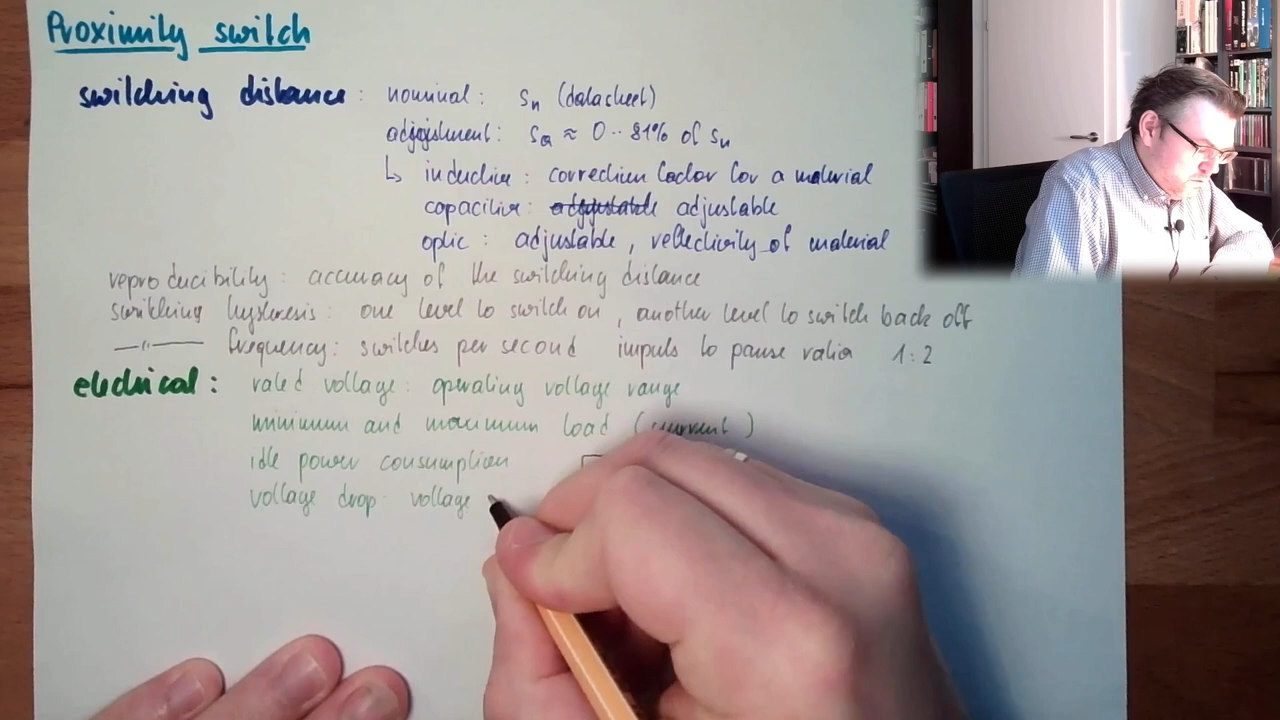 Proximity switch
switching distance : nominal : sn (datasheet)
adjustment : sa ≈ 0 .. 81% of sn
↳ inductive : correction factor for a material
capacitiv : adjustable
optic : adjustable , reflectivity of material
reproducibility : accuracy of the switching distance
switching hysteresis : one level to switch on , another level to switch back off
—"— frequency : switches per second impuls to pause ratio 1 : 2
electrical : rated voltage : operating voltage range
minimum and maximum load (current)
idle power consumption
voltage drop voltage